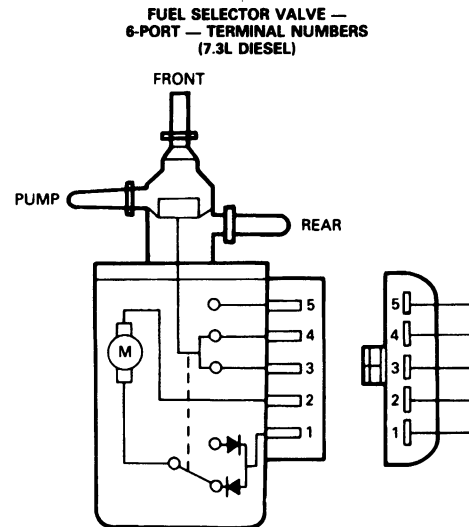 FUEL SELECTOR VALVE —
6-PORT — TERMINAL NUMBERS
(7.3L DIESEL)
FRONT
PUMP
REAR
M
5
4
3
2
1
5
4
3
2
1